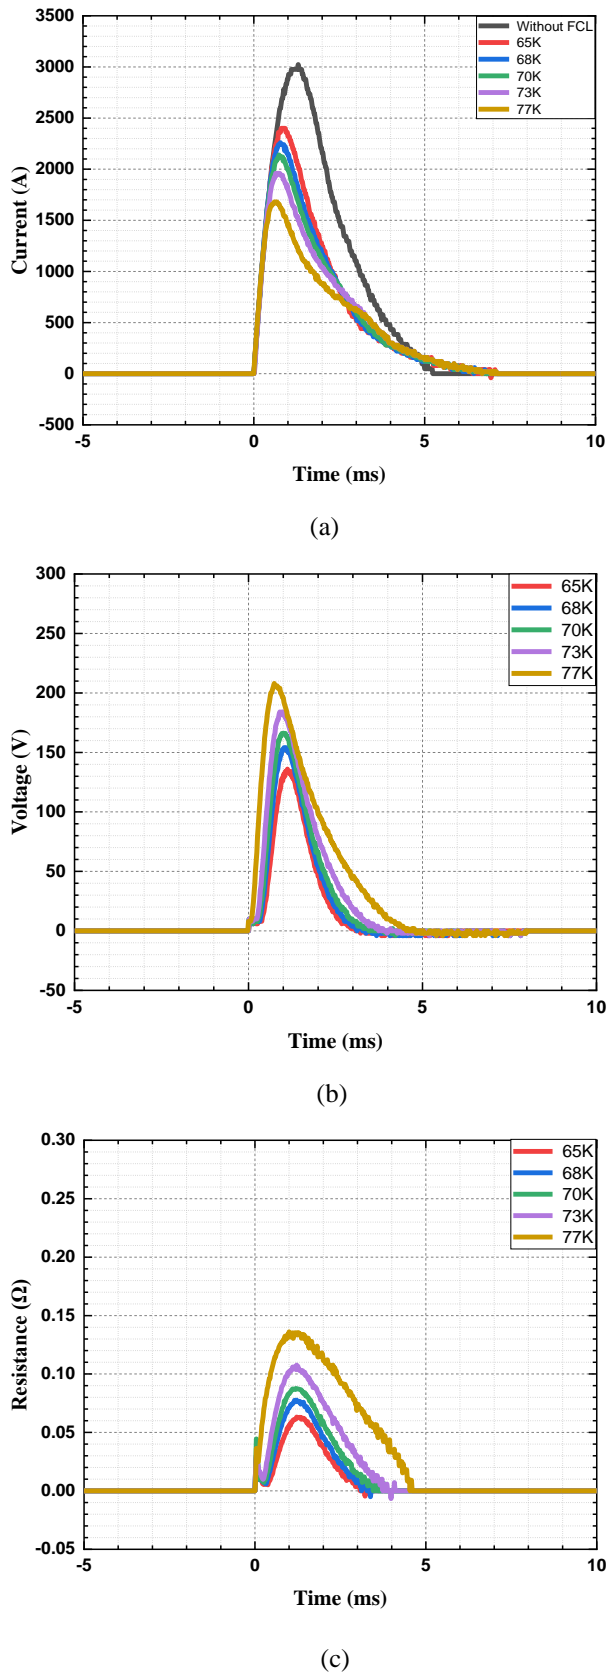 3500
3000
2500
2000
1500
1000
500
0
-500
Current (A)
Without FCL
65K
68K
70K
73K
77K
-5
0
5
10
Time (ms)
(a)
300
250
200
150
100
50
0
-50
Voltage (V)
65K
68K
70K
73K
77K
-5
0
5
10
Time (ms)
(b)
0.30
0.25
0.20
0.15
0.10
0.05
0.00
-0.05
Resistance (Ω)
65K
68K
70K
73K
77K
-5
0
5
10
Time (ms)
(c)